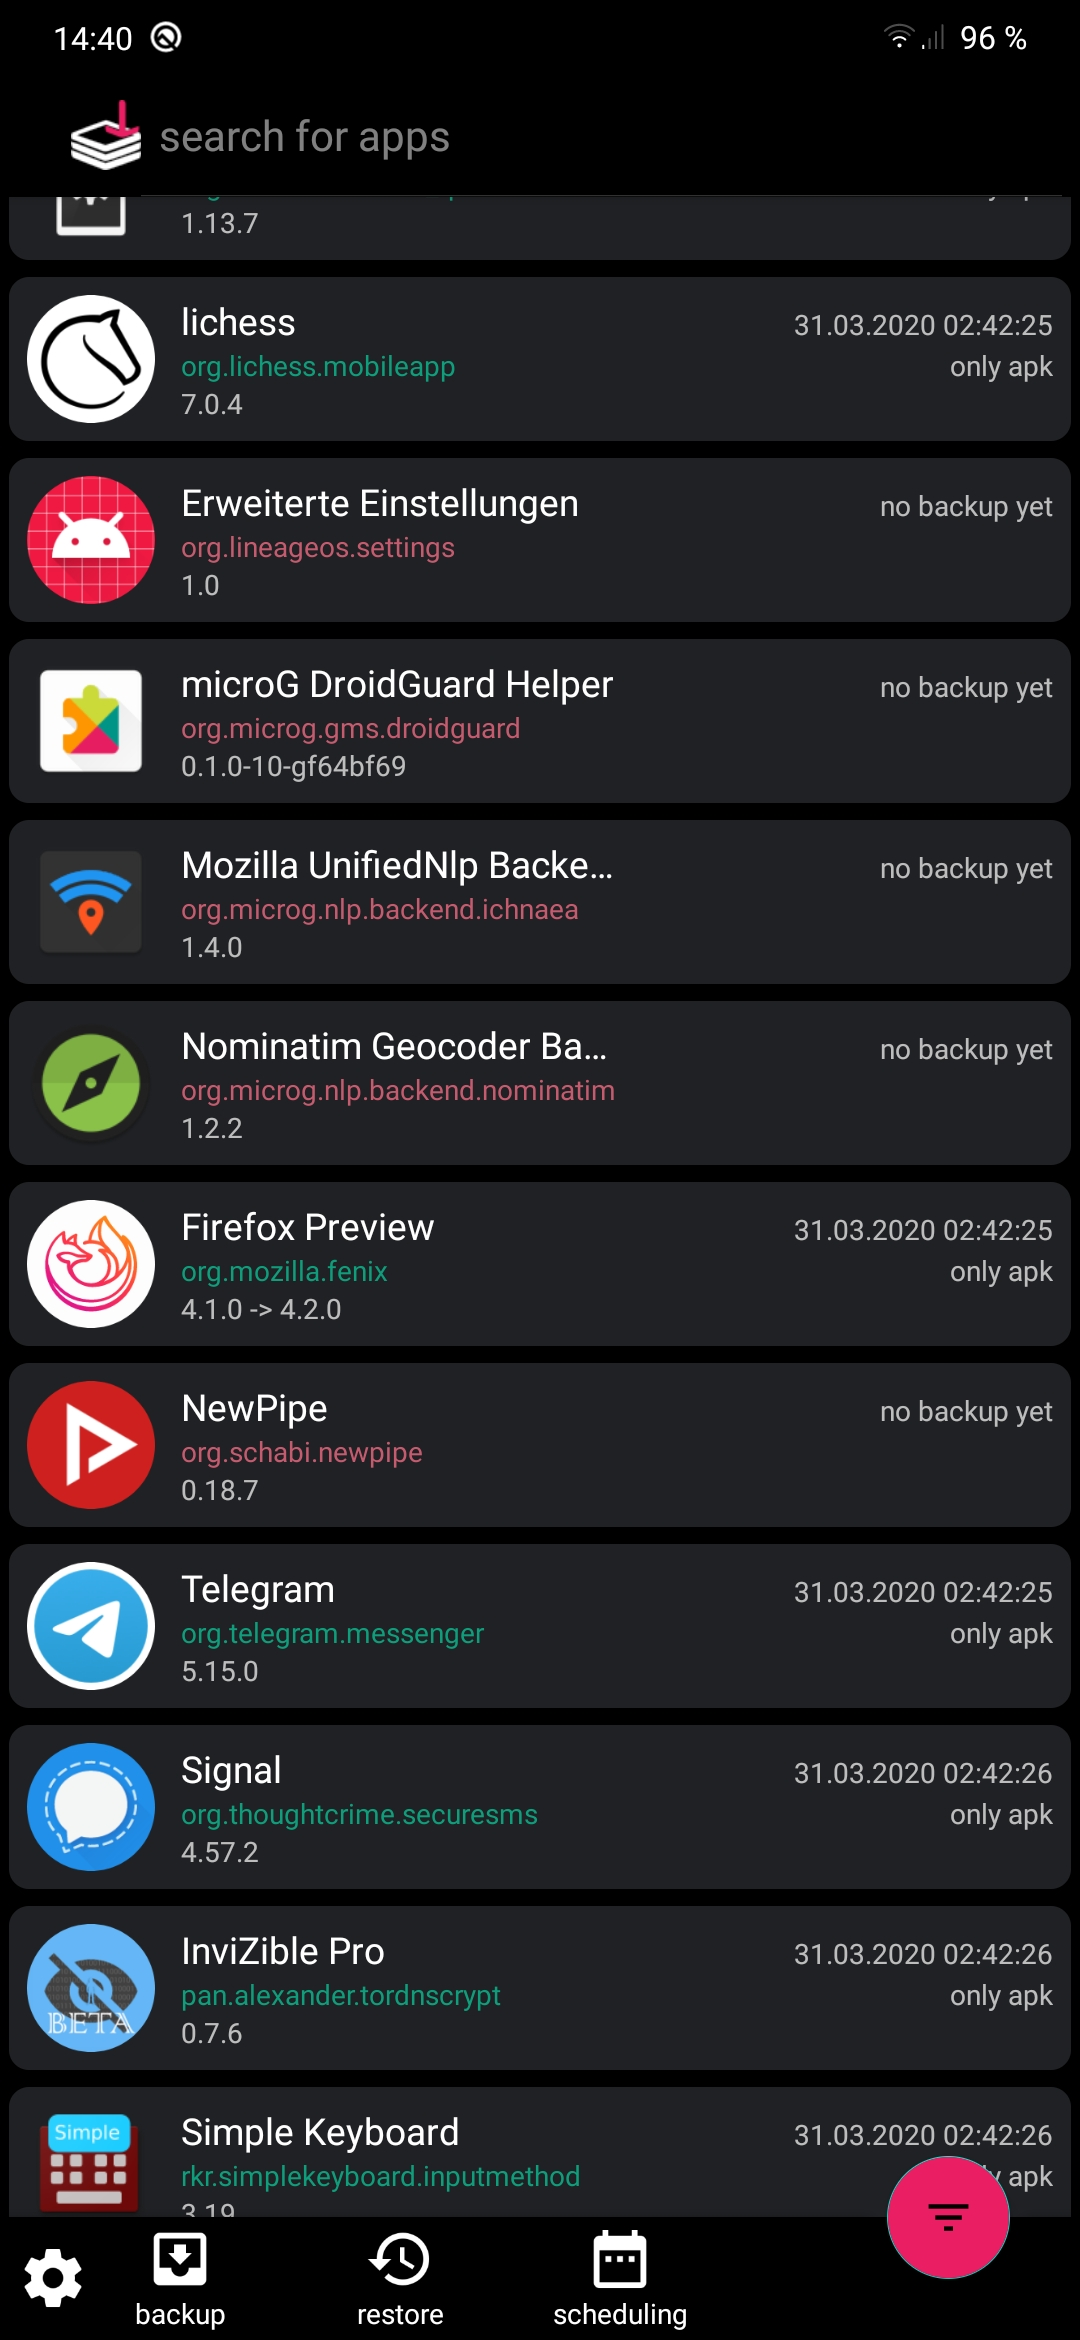 14:40 96 %
search for apps
1.13.7
lichess 31.03.2020 02:42:25
org.lichess.mobileapp only apk
7.0.4
Erweiterte Einstellungen no backup yet
org.lineageos.settings
1.0
microG DroidGuard Helper no backup yet
org.microg.gms.droidguard
0.1.0-10-gf64bf69
Mozilla UnifiedNlp Backe... no backup yet
org.microg.nlp.backend.ichnaea
1.4.0
Nominatim Geocoder Ba... no backup yet
org.microg.nlp.backend.nominatim
1.2.2
Firefox Preview 31.03.2020 02:42:25
org.mozilla.fenix only apk
4.1.0 -> 4.2.0
NewPipe no backup yet
org.schabi.newpipe
0.18.7
Telegram 31.03.2020 02:42:25
org.telegram.messenger only apk
5.15.0
Signal 31.03.2020 02:42:26
org.thoughtcrime.securesms only apk
4.57.2
BETA
InviZible Pro 31.03.2020 02:42:26
pan.alexander.tordnscrypt only apk
0.7.6
Simple
Simple Keyboard 31.03.2020 02:42:26
rkr.simplekeyboard.inputmethod apk
3.19
backup restore scheduling